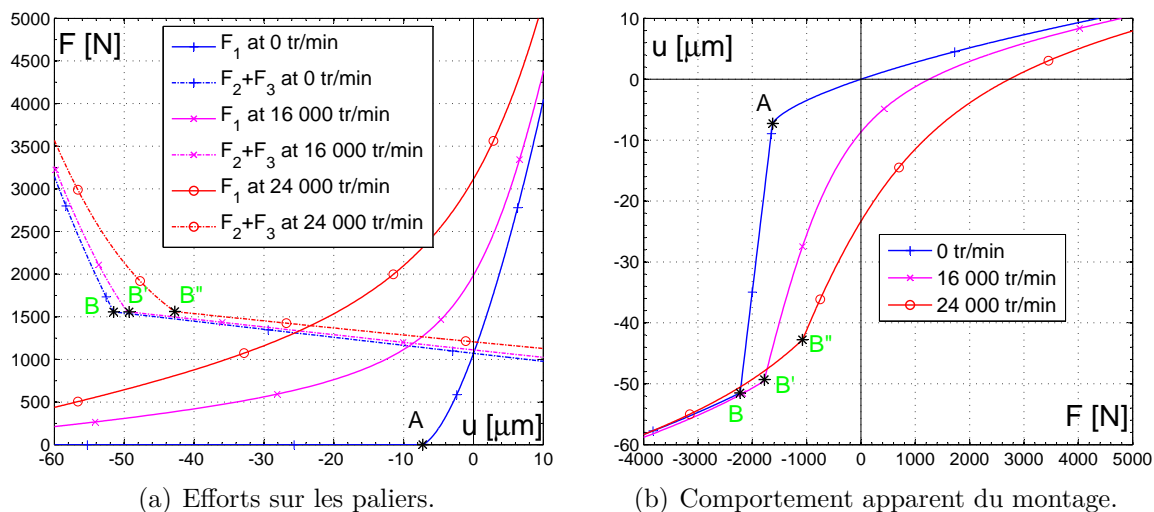 F [N]
F₁ at 0 tr/min
F₂+F₃ at 0 tr/min
F₁ at 16 000 tr/min
F₂+F₃ at 16 000 tr/min
F₁ at 24 000 tr/min
F₂+F₃ at 24 000 tr/min
5000
4500
4000
3500
3000
2500
2000
1500
1000
500
0
B
B'
B"
A
u [μm]
-60 -50 -40 -30 -20 -10 0 10
(a) Efforts sur les paliers.
u [μm]
10
0
-10
-20
-30
-40
-50
-60
A
0 tr/min
16 000 tr/min
24 000 tr/min
B"
B'
B
F [N]
-4000 -3000 -2000 -1000 0 1000 2000 3000 4000 5000
(b) Comportement apparent du montage.